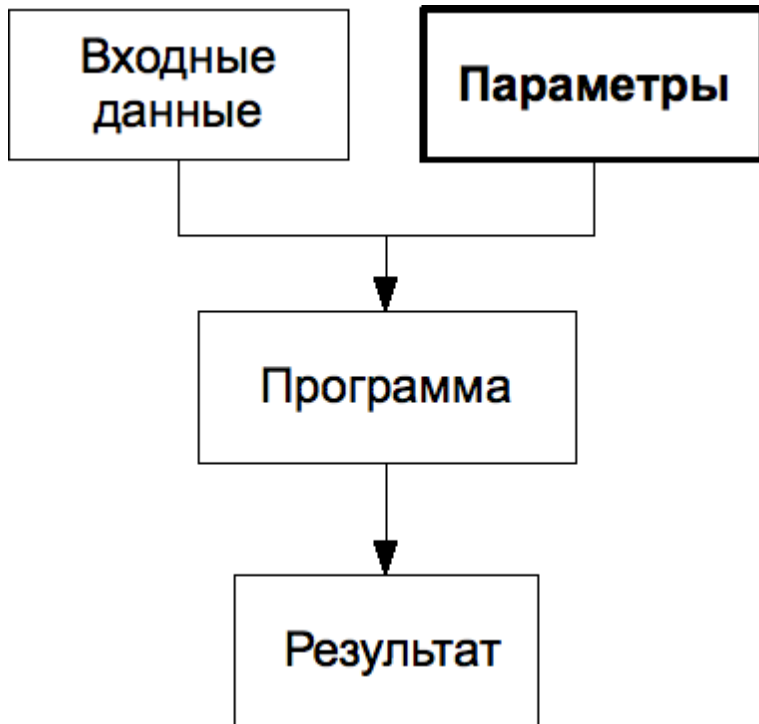 Входные
данные
Параметры
Программа
Результат